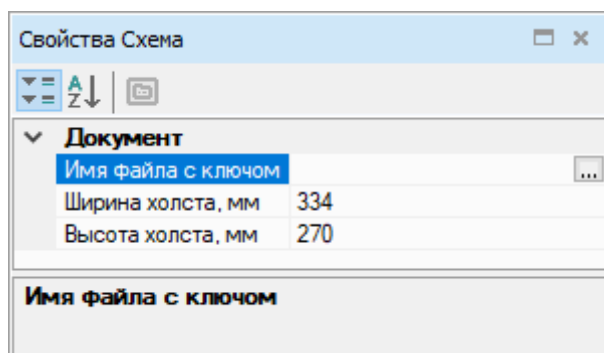 Свойства Схема
A
Z
Документ
Имя файла с ключом
...
Ширина холста, мм 334
Высота холста, мм 270
Имя файла с ключом